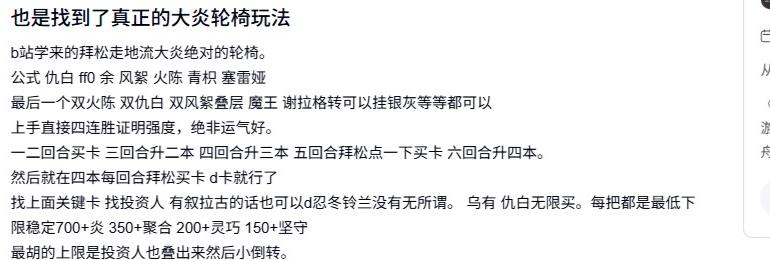 也是找到了真正的大炎轮椅玩法
b站学来的拜松走地流大炎绝对的轮椅。
公式 仇白 ff0 余 风絮 火陈 青枳 塞雷娅
最后一个双火陈 双仇白 双风絮叠层 魔王 谢拉格转可以挂银灰等等都可以
上手直接四连胜证明强度，绝非运气好。
一二回合买卡 三回合升二本 四回合升三本 五回合拜松点一下买卡 六回合升四本。
然后就在四本每回合拜松买卡 d卡就行了
找上面关键卡 找投资人 有叙拉古的话也可以d忍冬铃兰没有无所谓。 乌有 仇白无限买。每把都是最低下
限稳定700+炎 350+聚合 200+灵巧 150+坚守
最胡的上限是投资人也叠出来然后小倒转。
从
游
舟